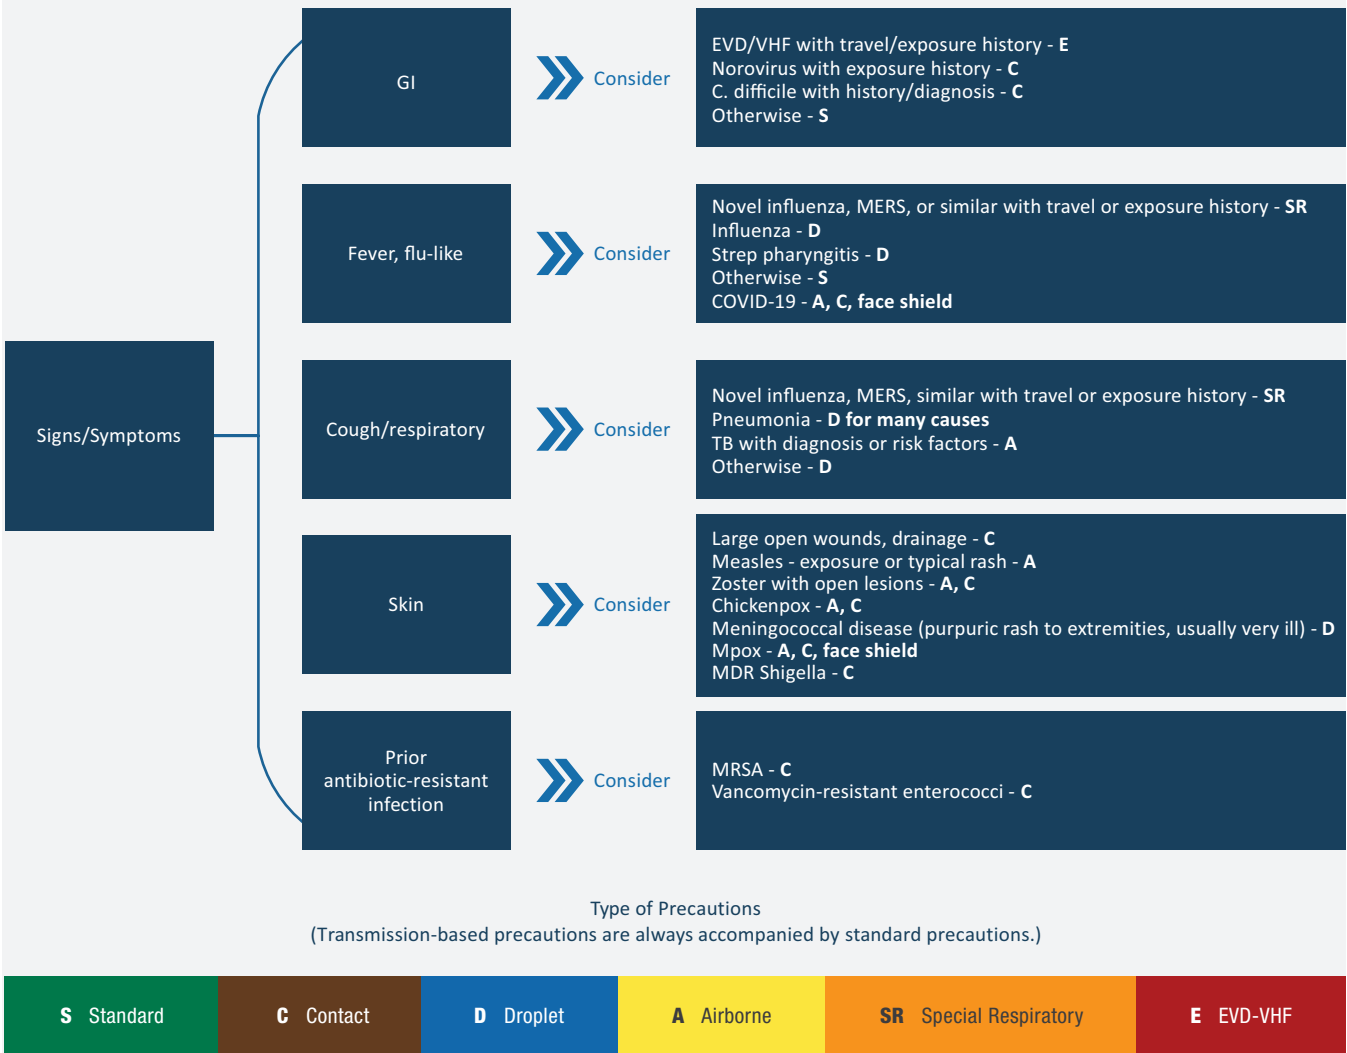 Signs/Symptoms
GI
Consider
EVD/VHF with travel/exposure history - E
Norovirus with exposure history - C
C. difficile with history/diagnosis - C
Otherwise - S
Fever, flu-like
Consider
Novel influenza, MERS, or similar with travel or exposure history - SR
Influenza - D
Strep pharyngitis - D
Otherwise - S
COVID-19 - A, C, face shield
Cough/respiratory
Consider
Novel influenza, MERS, similar with travel or exposure history - SR
Pneumonia - D for many causes
TB with diagnosis or risk factors - A
Otherwise - D
Skin
Consider
Large open wounds, drainage - C
Measles - exposure or typical rash - A
Zoster with open lesions - A, C
Chickenpox - A, C
Meningococcal disease (purpuric rash to extremities, usually very ill) - D
Mpox - A, C, face shield
MDR Shigella - C
Prior
antibiotic-resistant
infection
Consider
MRSA - C
Vancomycin-resistant enterococci - C
Type of Precautions
(Transmission-based precautions are always accompanied by standard precautions.)
S Standard
C Contact
D Droplet
A Airborne
SR Special Respiratory
E EVD-VHF